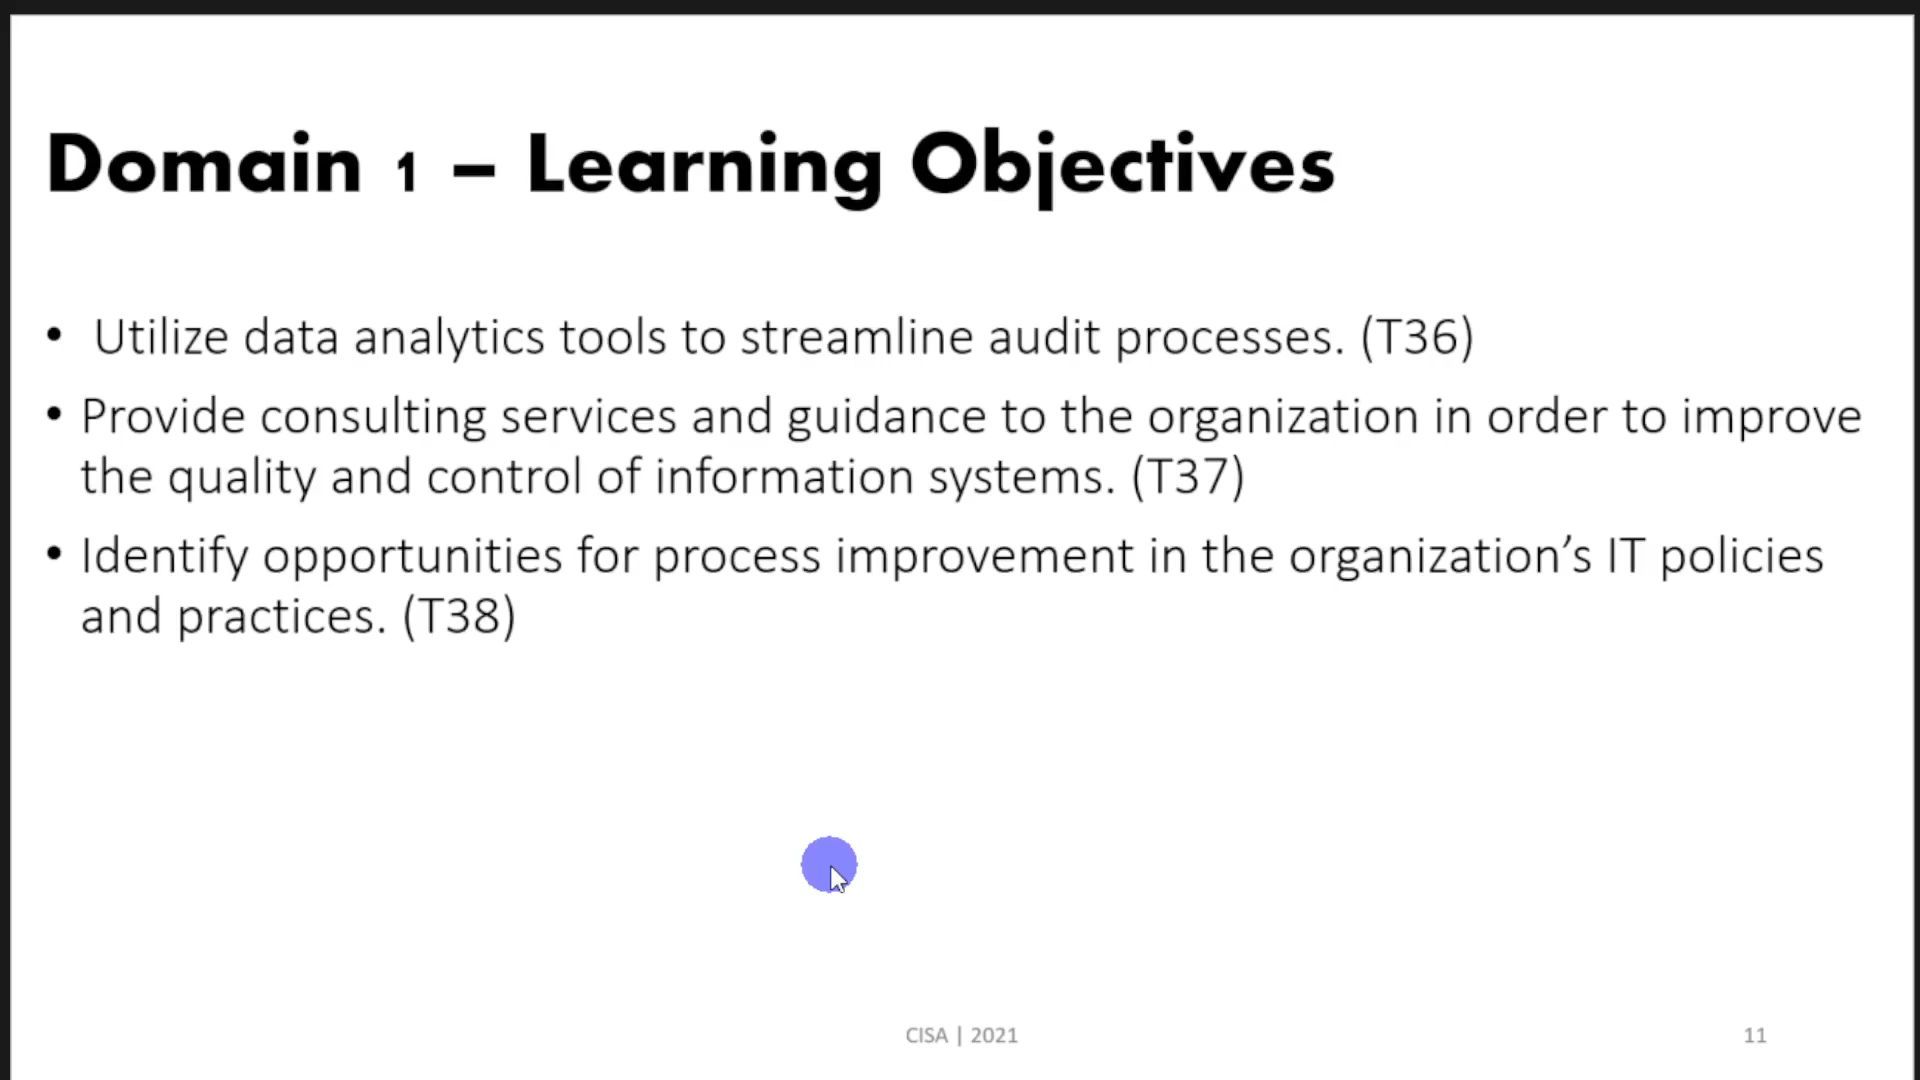 Domain 1 – Learning Objectives
• Utilize data analytics tools to streamline audit processes. (T36)
• Provide consulting services and guidance to the organization in order to improve
the quality and control of information systems. (T37)
• Identify opportunities for process improvement in the organization’s IT policies
and practices. (T38)
CISA | 2021
11